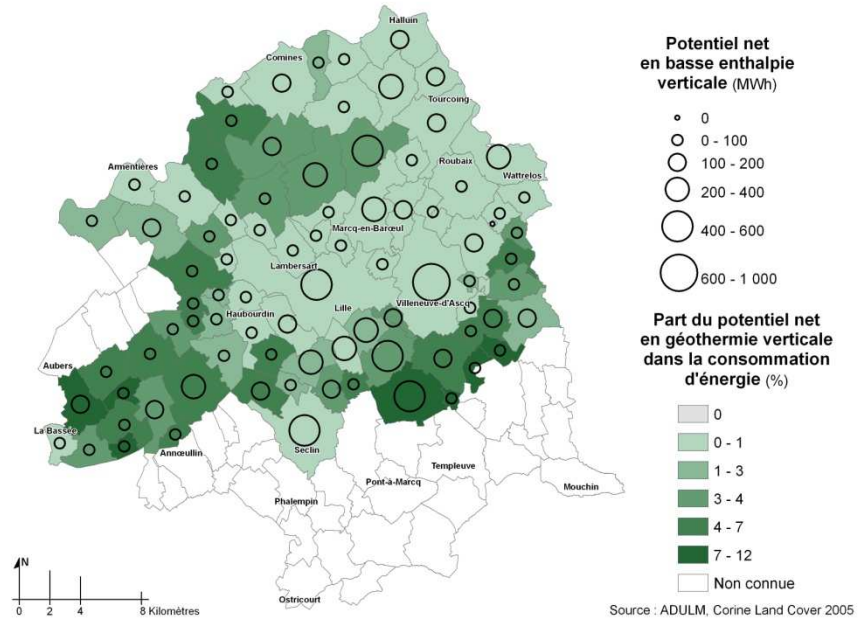 Halluin
Comines
Tourcoing
Armentières
Roubaix
Wattrelos
Marcq-en-Barœul
Lambersart
Lille
Villeneuve-d'Ascq
Haubourdin
Aubers
La Bassée
Annœullin
Seclin
Templeuve
Pont-à-Marcq
Mouchin
Phalempin
Ostricourt
N
0 2 4 8 Kilomètres
Potentiel net
en basse enthalpie
verticale (MWh)
0
0 - 100
100 - 200
200 - 400
400 - 600
600 - 1 000
Part du potentiel net
en géothermie verticale
dans la consommation
d'énergie (%)
0
0 - 1
1 - 3
3 - 4
4 - 7
7 - 12
Non connue
Source : ADULM, Corine Land Cover 2005